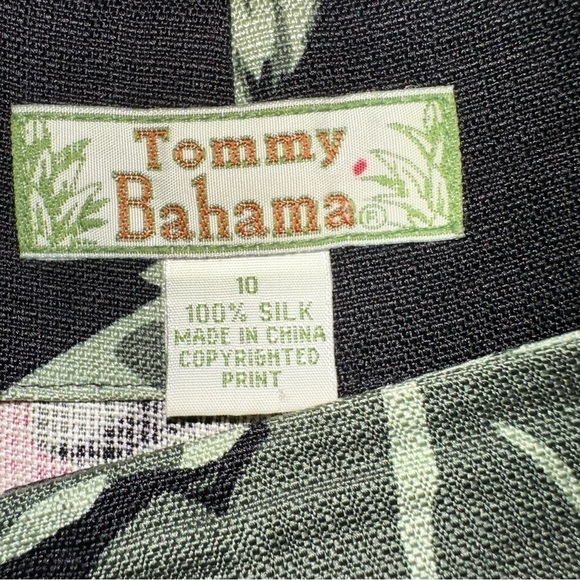 Tommy
Bahama®
10
100% SILK
MADE IN CHINA
COPYRIGHTED
PRINT